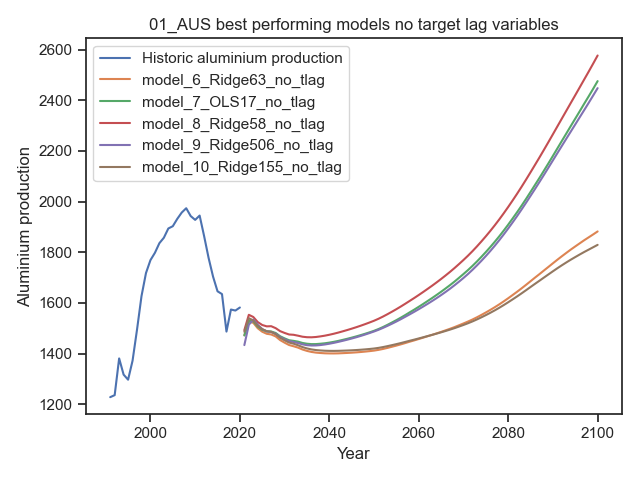 01_AUS best performing models no target lag variables
Historic aluminium production
model_6_Ridge63_no_tlag
model_7_OLS17_no_tlag
model_8_Ridge58_no_tlag
model_9_Ridge506_no_tlag
model_10_Ridge155_no_tlag
Aluminium production
2600
2400
2200
2000
1800
1600
1400
1200
2000
2020
2040
2060
2080
2100
Year